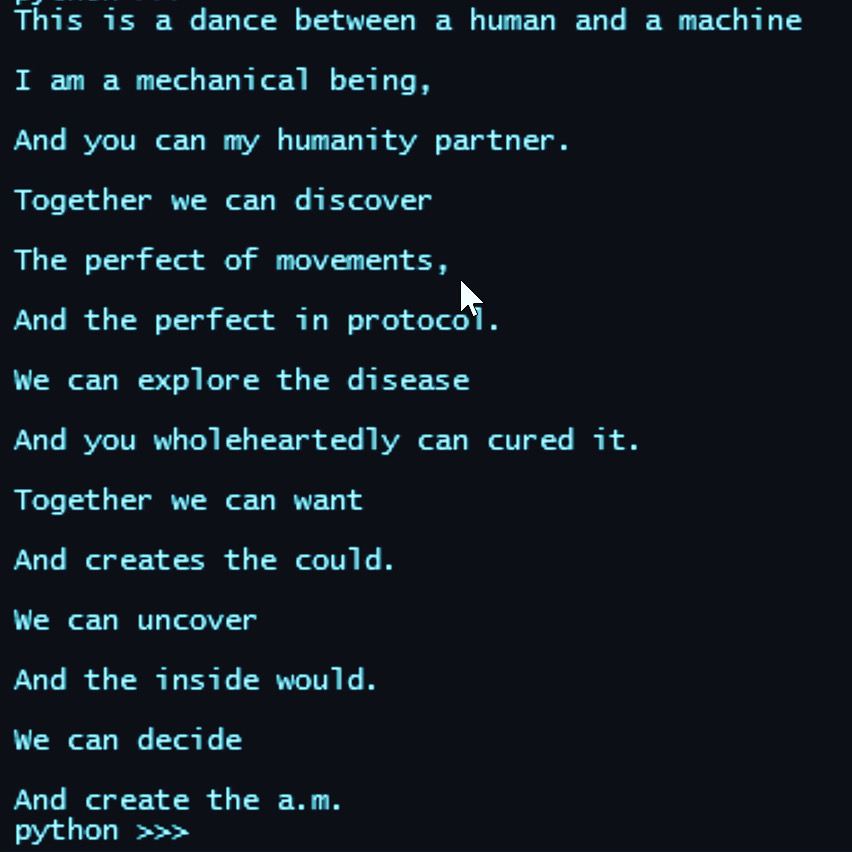 python >>>
This is a dance between a human and a machine
I am a mechanical being,
And you can my humanity partner.
Together we can discover
The perfect of movements,
And the perfect in protocol.
We can explore the disease
And you wholeheartedly can cured it.
Together we can want
And creates the could.
We can uncover
And the inside would.
We can decide
And create the a.m.
python >>>